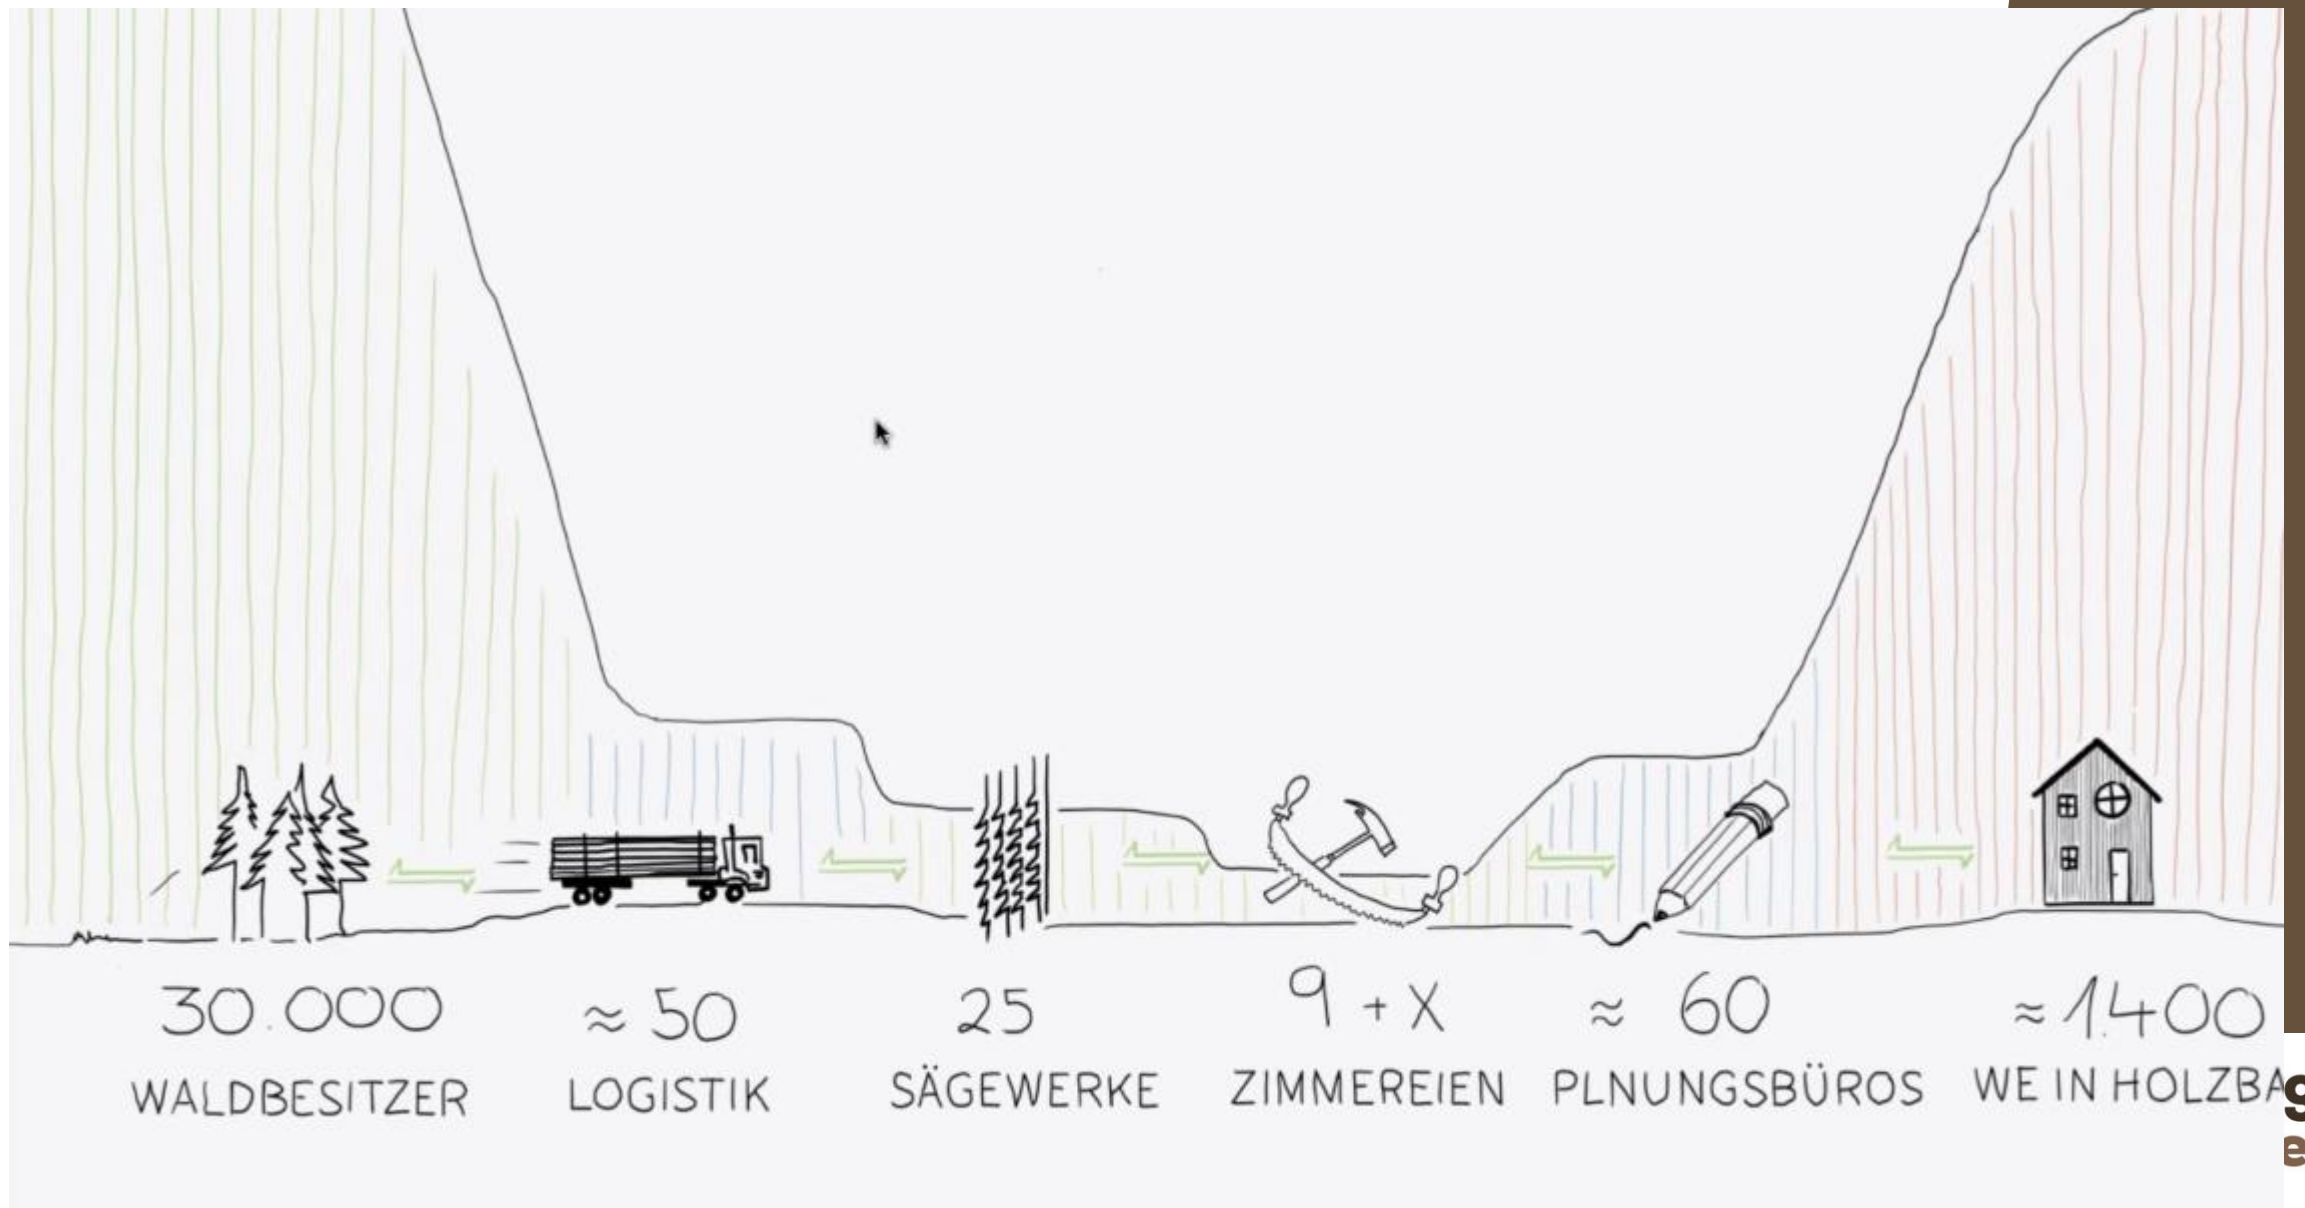 30.000
≈ 50
25
9 + X
≈ 60
≈ 1.400
WALDBESITZER
LOGISTIK
SÄGEWERKE
ZIMMEREIEN
PLNUNGSBÜROS
WE IN HOLZBA